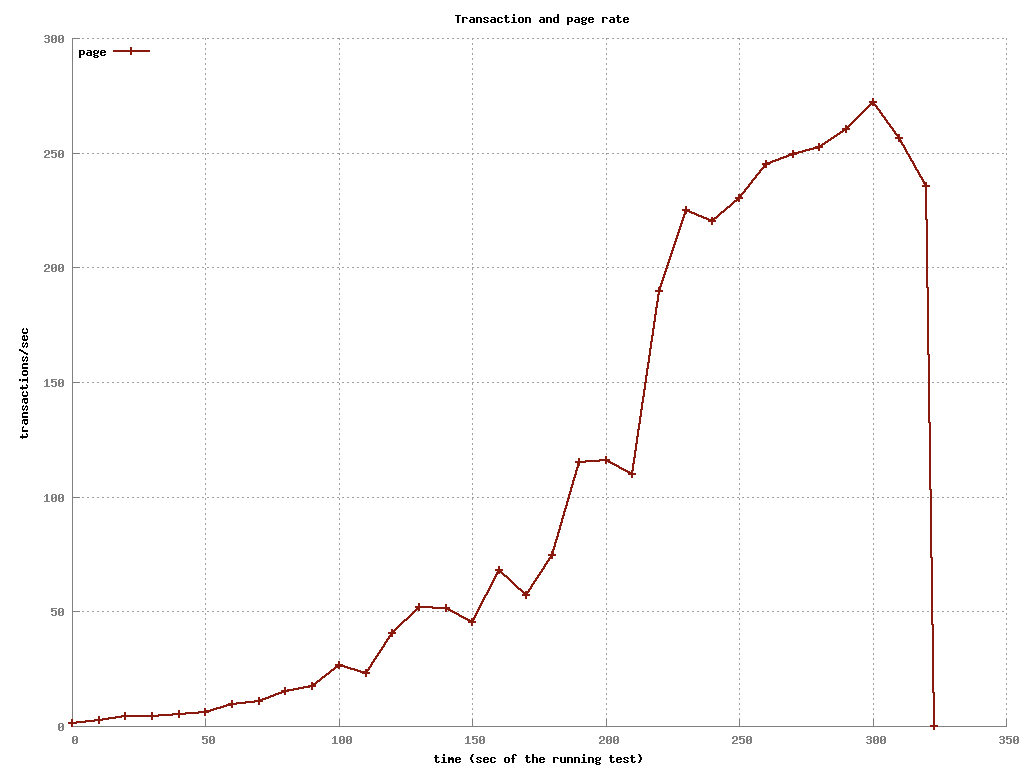 Transaction and page rate
300
page
250
200
150
100
50
0
transactions/sec
0 50 100 150 200 250 300 350
time (sec of the running test)